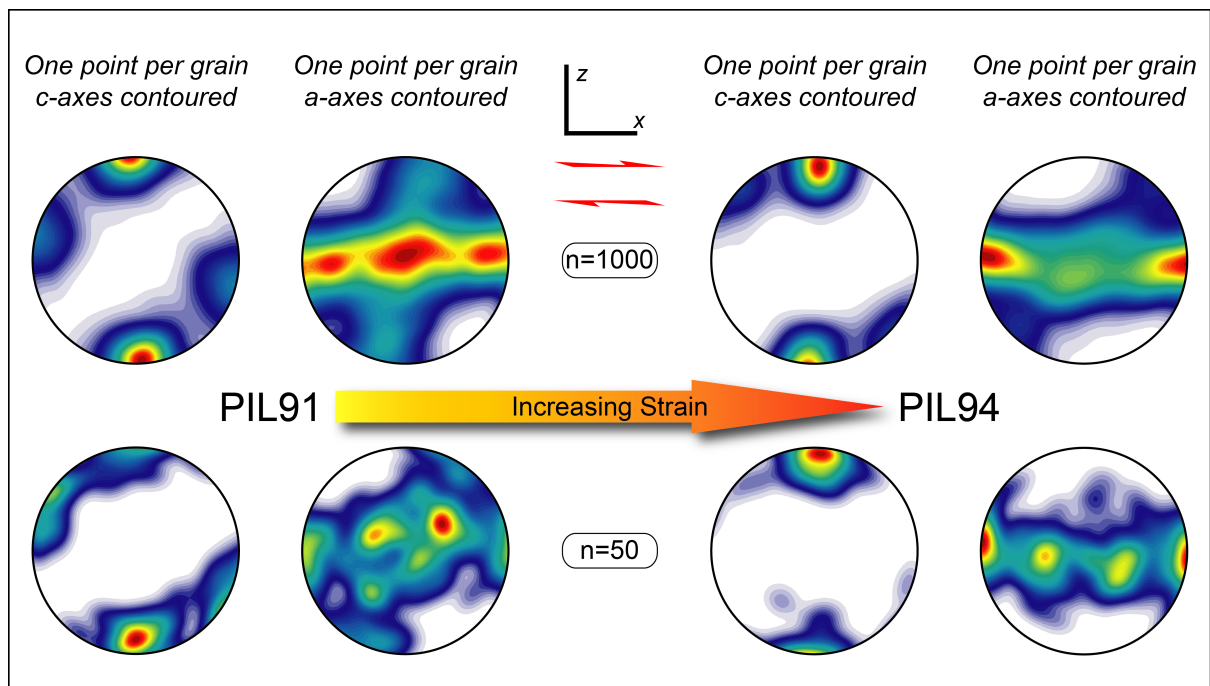 One point per grain
c-axes contoured
One point per grain
a-axes contoured
z
x
One point per grain
c-axes contoured
One point per grain
a-axes contoured
n=1000
PIL91
Increasing Strain
PIL94
n=50